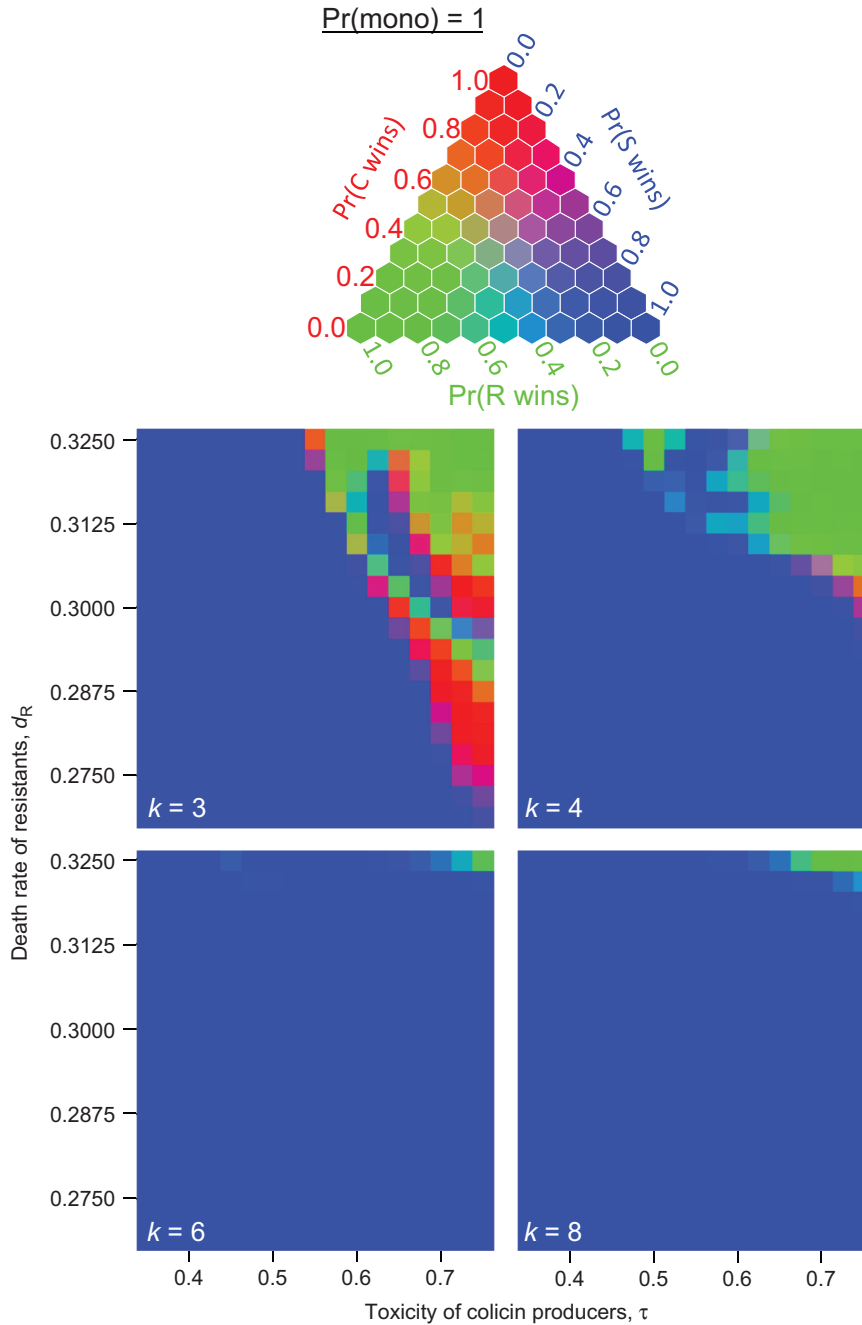 Pr(mono) = 1
Pr(C wins)
1.0
0.8
0.6
0.4
0.2
0.0
Pr(S wins)
0.0
0.2
0.4
0.6
0.8
1.0
1.0
0.8
0.6
0.4
0.2
0.0
Pr(R wins)
Death rate of resistants, dR
0.3250
0.3125
0.3000
0.2875
0.2750
k = 3
k = 4
0.3250
0.3125
0.3000
0.2875
0.2750
k = 6
k = 8
0.4 0.5 0.6 0.7
0.4 0.5 0.6 0.7
Toxicity of colicin producers, τ